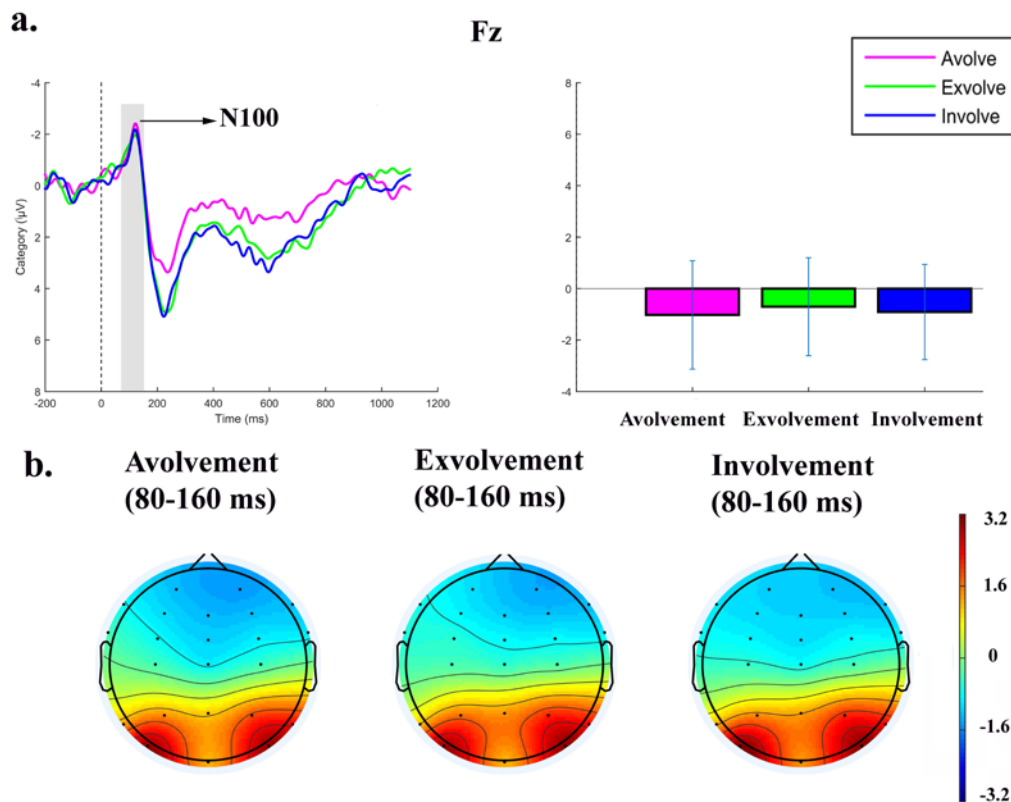 a.
Fz
Avolve
Exvolve
Involve
-4
-2
0
2
4
6
8
Category (µV)
N100
-200
0
200
400
600
800
1000
1200
Time (ms)
8
6
4
2
0
-2
-4
Avolvement
Exvolvement
Involvement
b.
Avolvement
(80-160 ms)
Exvolvement
(80-160 ms)
Involvement
(80-160 ms)
3.2
1.6
0
-1.6
-3.2